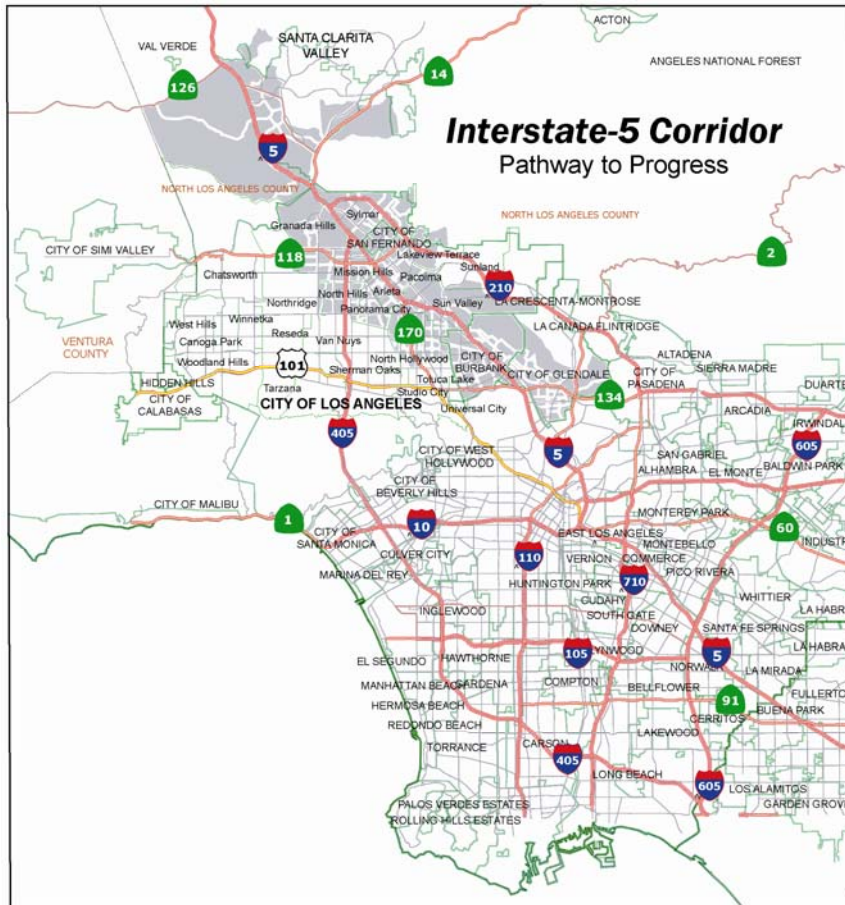 ACTON
SANTA CLARITA
VALLEY
VAL VERDE
ANGELES NATIONAL FOREST
14
126
Interstate-5 Corridor
Pathway to Progress
5
NORTH LOS ANGELES COUNTY
NORTH LOS ANGELES COUNTY
Sylmar
Granada Hills
CITY OF
SAN FERNANDO
CITY OF SIMI VALLEY
118
Lakeview Terrace
2
Sunland
Chatsworth
Mission Hills
Pacoima
210
North Hills
Arleta
Northridge
Panorama City
Sun Valley
LA CRESCENTA-MONTROSE
West Hills
Winnetka
Reseda
170
LA CANADA FLINTRIDGE
VENTURA
COUNTY
Canoga Park
Van Nuys
Woodland Hills
101
North Hollywood
CITY OF
BURBANK
ALTADENA
SIERRA MADRE
Sherman Oaks
Toluca Lake
CITY OF GLENDALE
CITY OF
PASADENA
HIDDEN HILLS
Tarzana
Studio City
DUARTE
CITY OF
CALABASAS
CITY OF LOS ANGELES
Universal City
134
ARCADIA
IRWINDAL
405
605
CITY OF WEST
HOLLYWOOD
5
SAN GABRIEL
ALHAMBRA
EL MONTE
BALDWIN PARK
CITY OF
BEVERLY HILLS
CITY OF MALIBU
1
10
MONTEREY PARK
60
CITY OF
SANTA MONICA
EAST LOS ANGELES
MONTEBELLO
INDUSTR
CULVER CITY
110
VERNON
COMMERCE
MARINA DEL REY
HUNTINGTON PARK
710
PICO RIVERA
CUDAHY
WHITTIER
INGLEWOOD
SOUTH GATE
LA HABR
DOWNEY
SANTA FE SPRINGS
105
LYNWOOD
5
LA HABRA
EL SEGUNDO
HAWTHORNE
NORWALK
LA MIRADA
MANHATTAN BEACH
GARDENA
COMPTON
BELLFLOWER
91
FULLERTO
HERMOSA BEACH
BUENA PARK
REDONDO BEACH
CERRITOS
TORRANCE
CARSON
LAKEWOOD
405
LONG BEACH
605
LOS ALAMITOS
PALOS VERDES ESTATES
GARDEN GROVE
ROLLING HILLS ESTATES